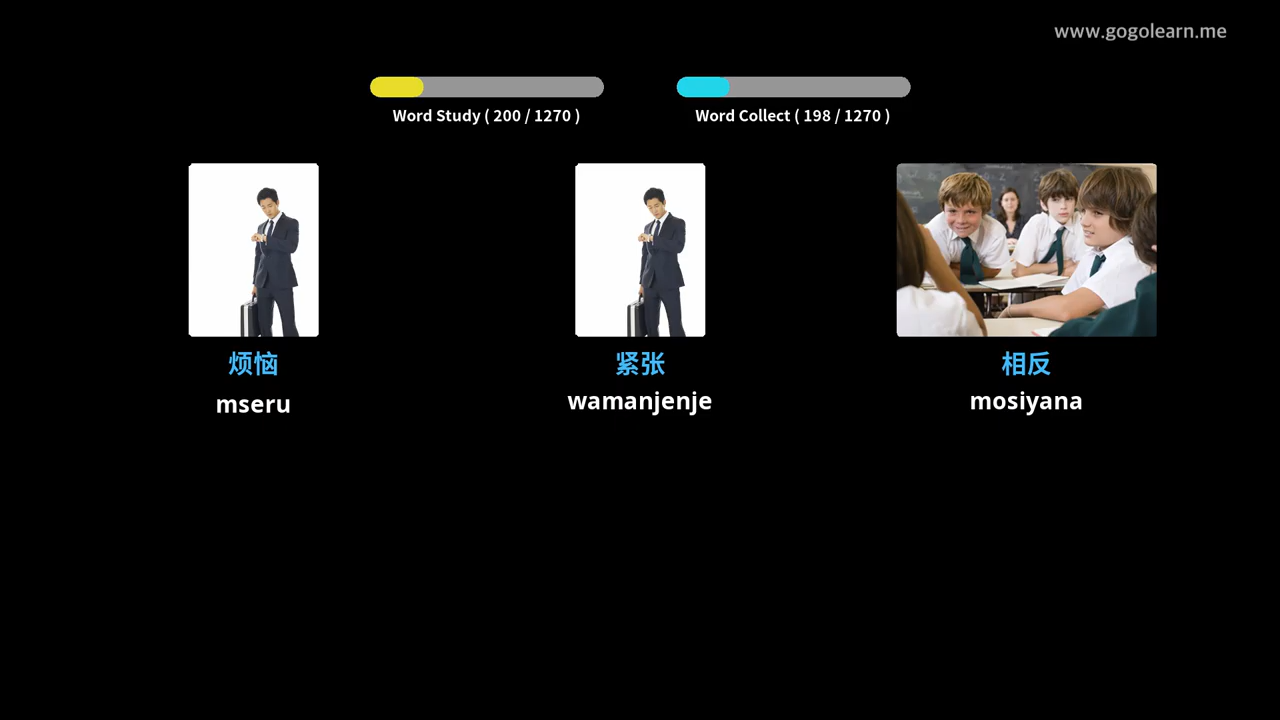 www.gogolearn.me
Word Study ( 200 / 1270 )
Word Collect ( 198 / 1270 )
烦恼
紧张
相反
mseru
wamanjenje
mosiyana